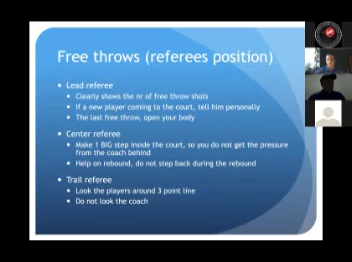 Free throws (referees position)
Lead referee
Clearly shows the nr of free throw shots
If a new player coming to the court, tell him personally
The last free throw, open your body
Center referee
Make 1 BIG step inside the court, so you do not get the pressure
from the coach behind
Help on rebound, do not step back during the rebound
Trail referee
Look the players around 3 point line
Do not look the coach